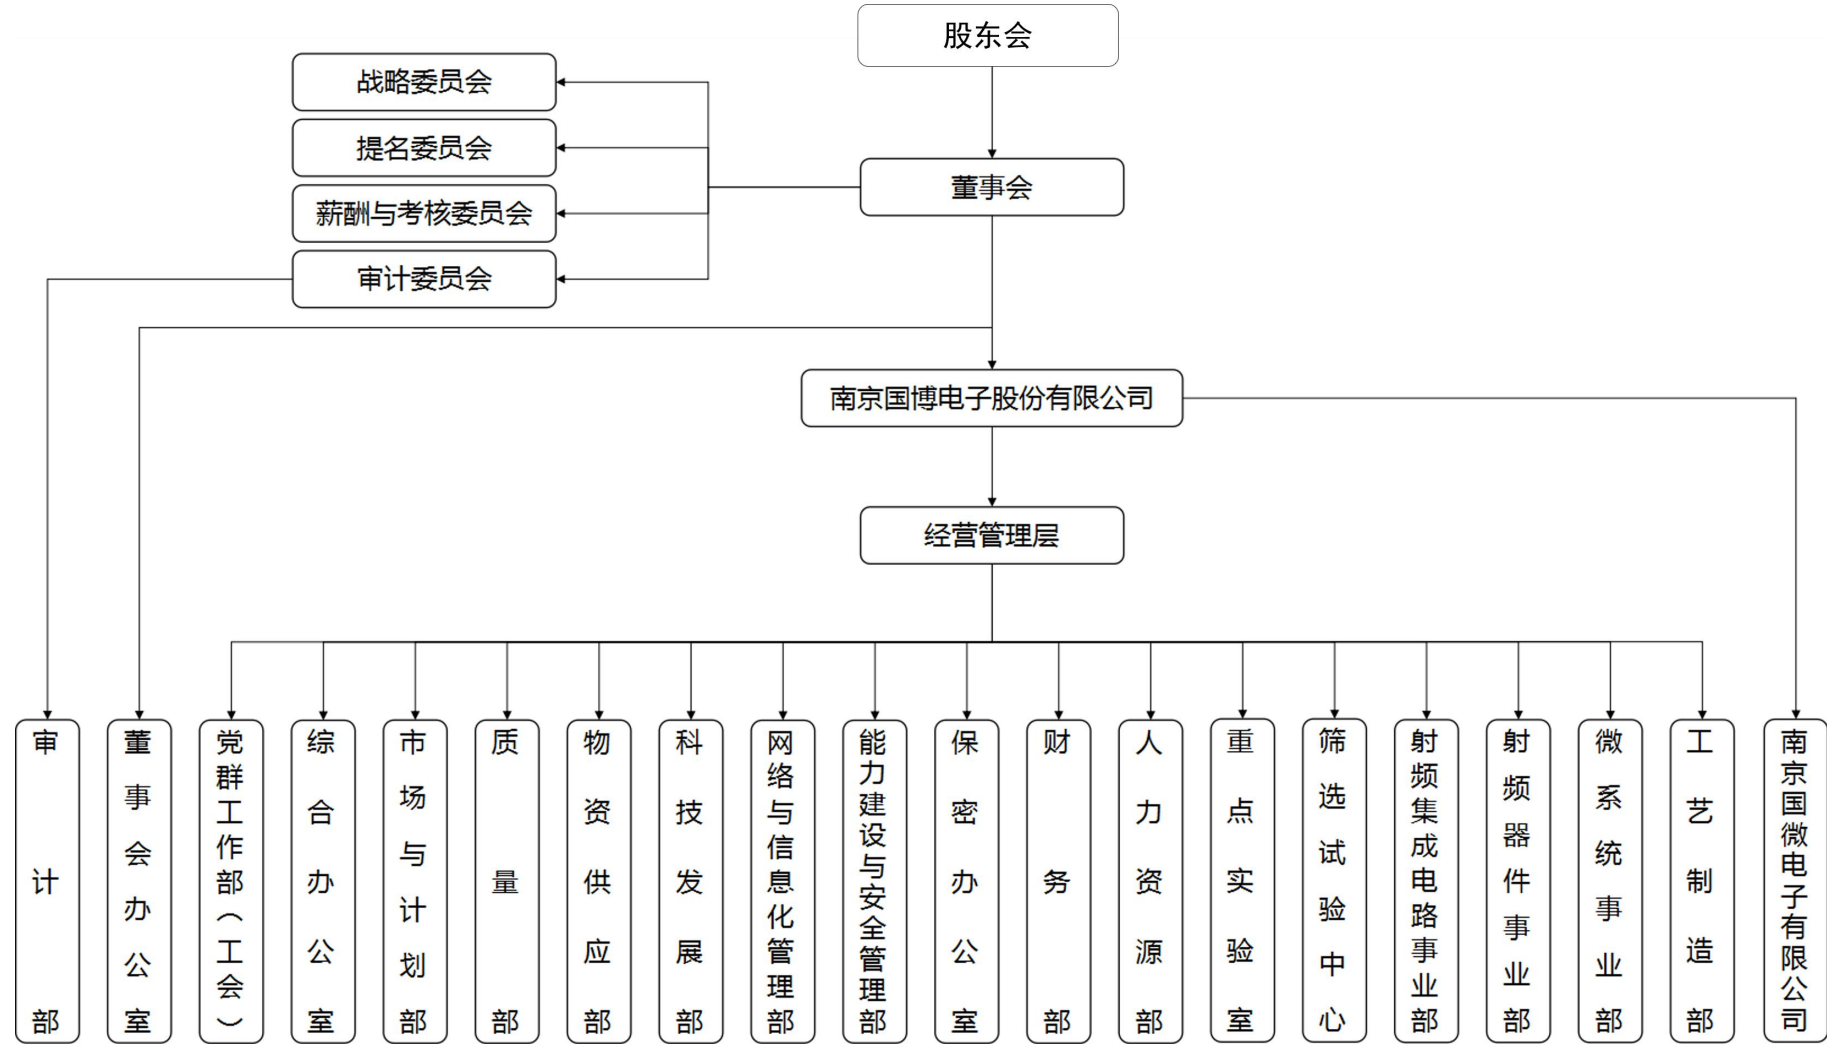 股东会
战略委员会
提名委员会
董事会
薪酬与考核委员会
审计委员会
南京国博电子股份有限公司
经营管理层
审计部
董事会办公室
党群工作部（工会）
综合办公室
市场与计划部
质量部
物资供应部
科技发展部
网络与信息化管理部
能力建设与安全管理部
保密办公室
财务部
人力资源部
重点实验室
筛选试验中心
射频集成电路事业部
射频器件事业部
微系统事业部
工艺制造部
南京国微电子有限公司